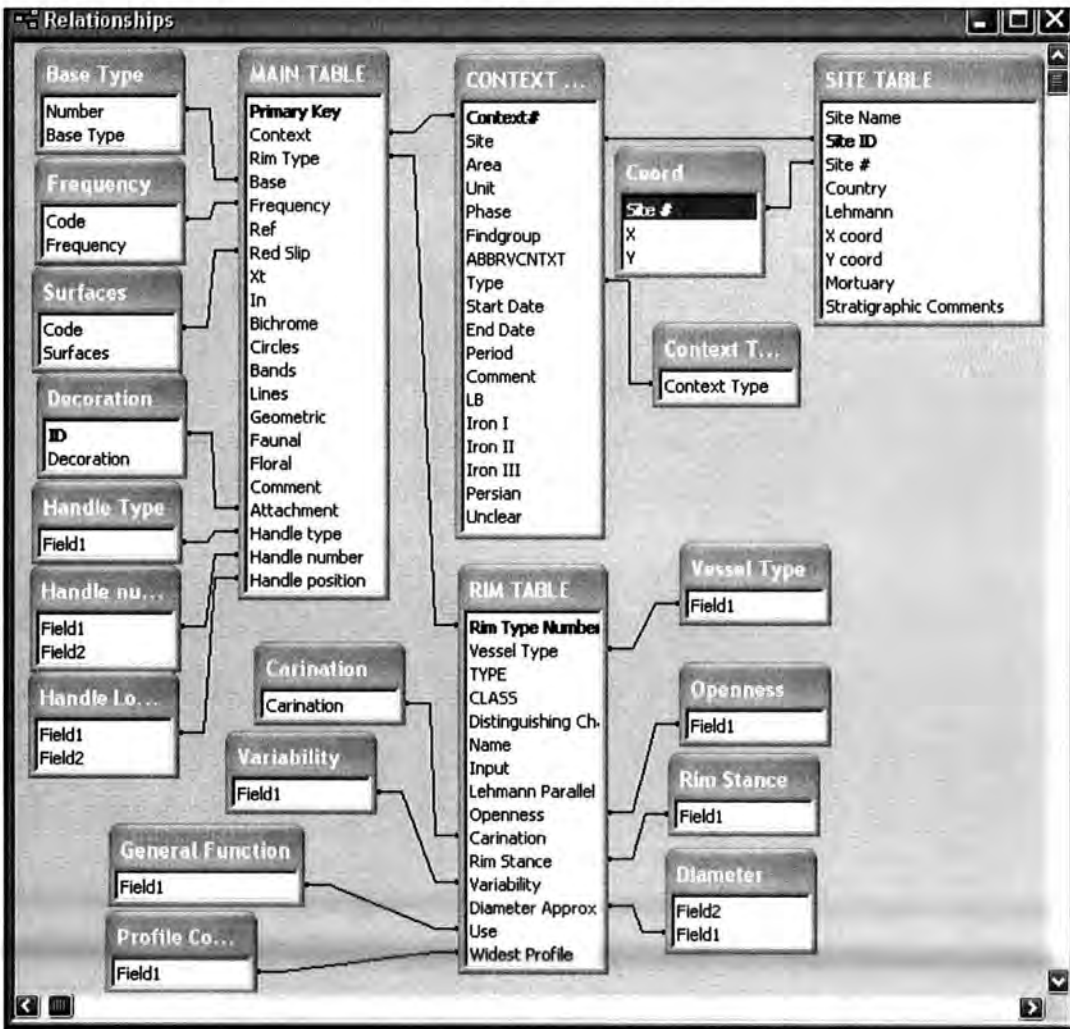 Relationships
Base Type
Number
Base Type
Frequency
Code
Frequency
Surfaces
Code
Surfaces
Decoration
ID
Decoration
Handle Type
Field1
Handle nu...
Field1
Field2
Handle Lo...
Field1
Field2
MAIN TABLE
Primary Key
Context
Rim Type
Base
Frequency
Ref
Red Slip
Xt
In
Bichrome
Circles
Bands
Lines
Geometric
Faunal
Floral
Comment
Attachment
Handle type
Handle number
Handle position
CONTEXT ...
Context#
Site
Area
Unit
Phase
Findgroup
ABBRVCNTXT
Type
Start Date
End Date
Period
Comment
LB
Iron I
Iron II
Iron III
Persian
Unclear
Coord
Site #
X
Y
SITE TABLE
Site Name
Site ID
Site #
Country
Lehmann
X coord
Y coord
Mortuary
Stratigraphic Comments
Context T...
Context Type
Carination
Carination
Variability
Field1
General Function
Field1
Profile Co...
Field1
RIM TABLE
Rim Type Number
Vessel Type
TYPE
CLASS
Distinguishing Ch
Name
Input
Lehmann Parallel
Openness
Carination
Rim Stance
Variability
Diameter Approx
Use
Widest Profile
Vessel Type
Field1
Openness
Field1
Rim Stance
Field1
Diameter
Field2
Field1